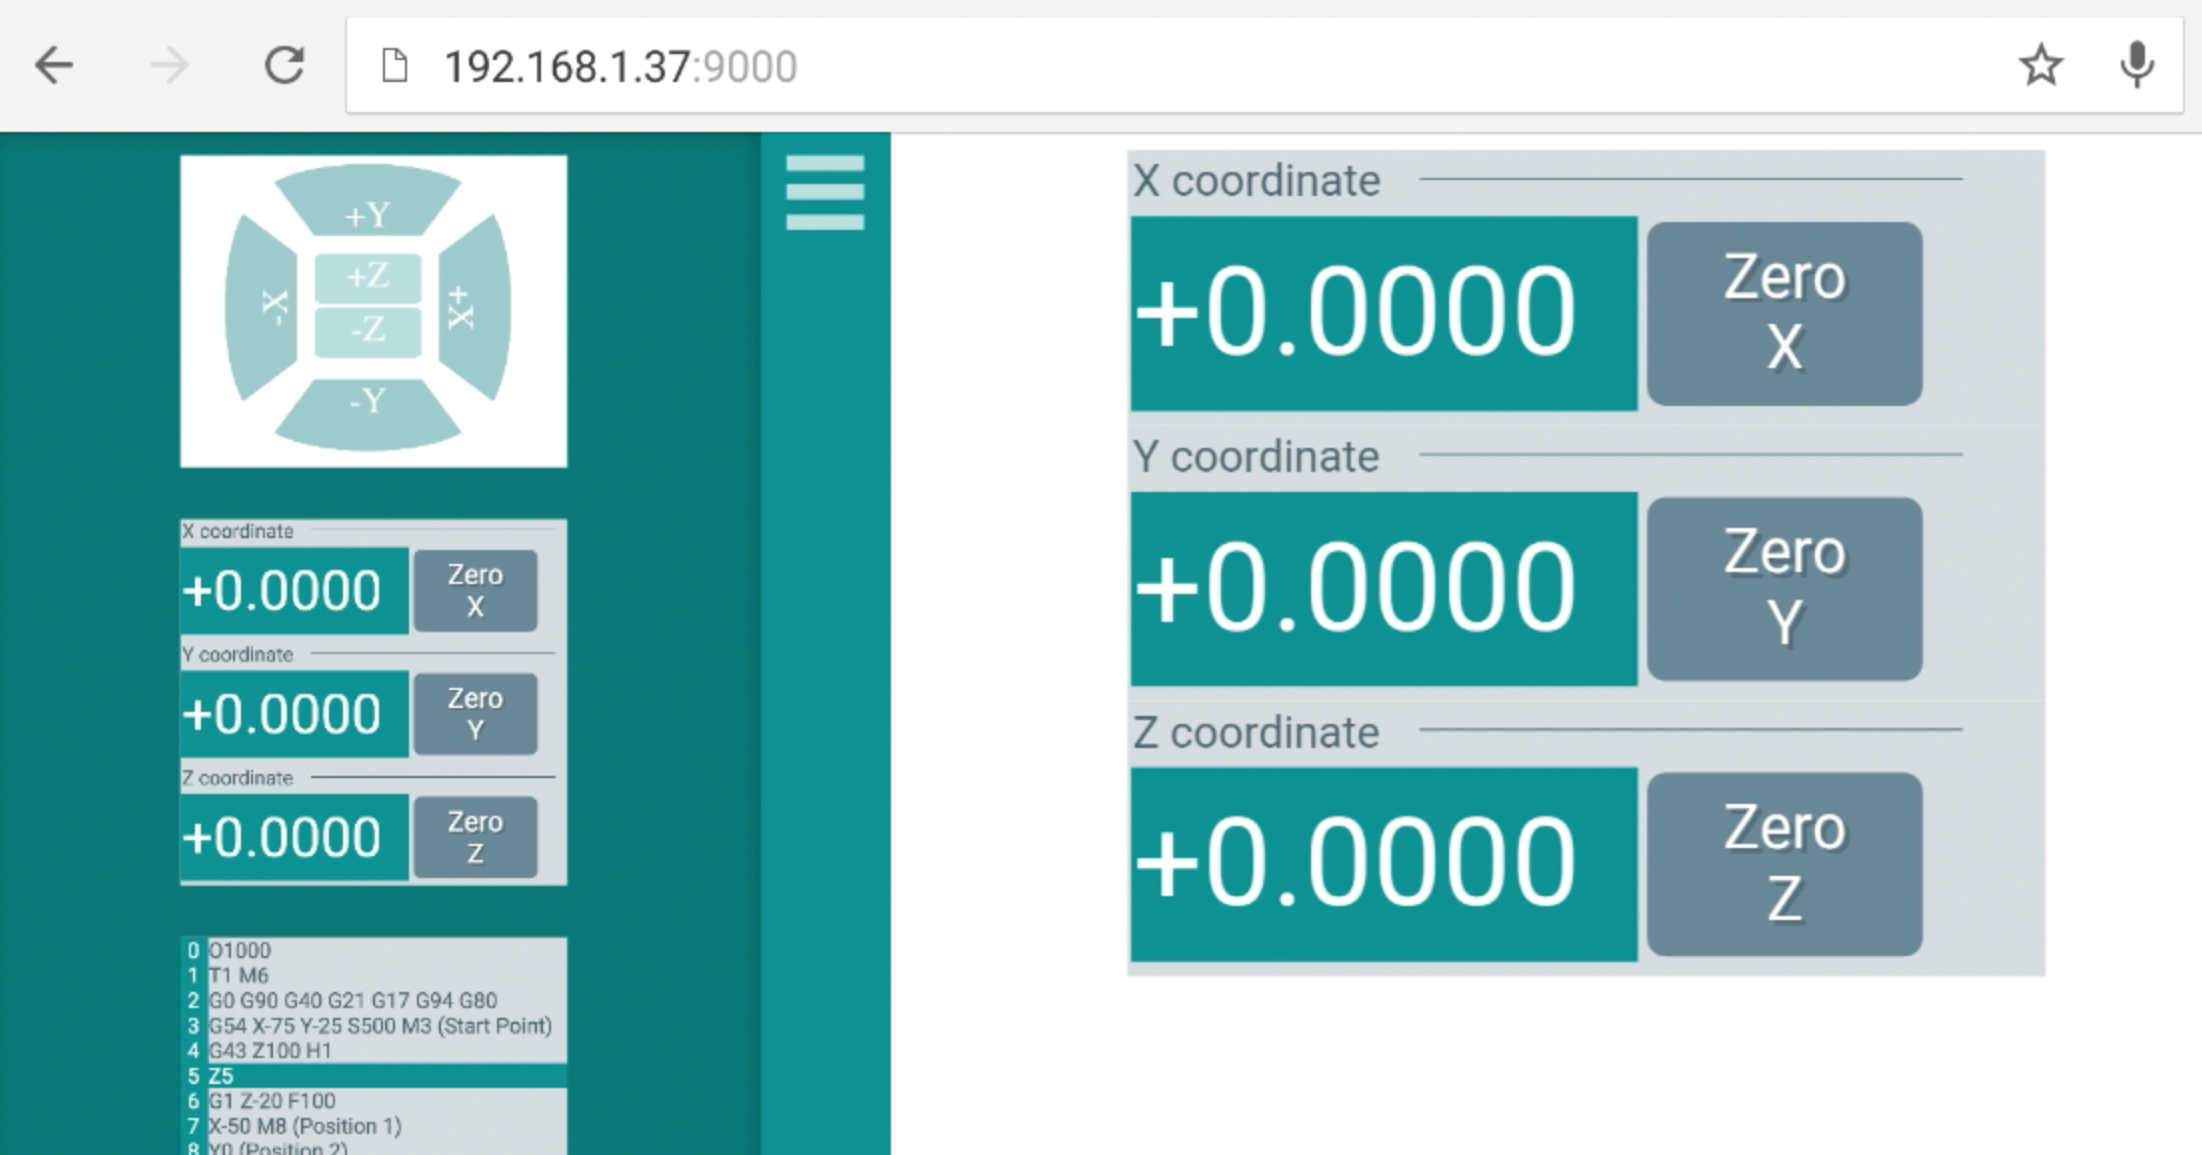 192.168.1.37:9000
+Y
-X
+Z
-Z
+X
-Y
X coordinate
+0.0000
Zero
X
Y coordinate
+0.0000
Zero
Y
Z coordinate
+0.0000
Zero
Z
0 O1000
1 T1 M6
2 G0 G90 G40 G21 G17 G94 G80
3 G54 X-75 Y-25 S500 M3 (Start Point)
4 G43 Z100 H1
5 Z5
6 G1 Z-20 F100
7 X-50 M8 (Position 1)
8 Y0 (Position 2)
X coordinate
+0.0000
Zero
X
Y coordinate
+0.0000
Zero
Y
Z coordinate
+0.0000
Zero
Z